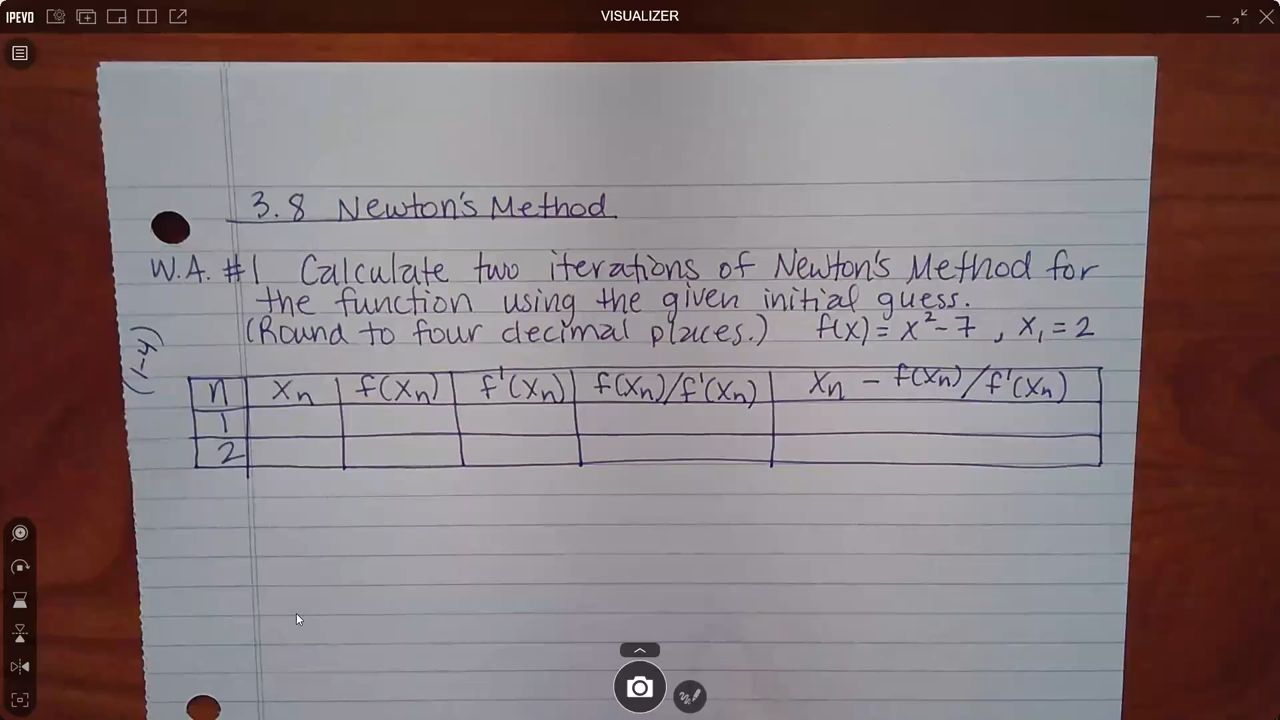 IPEVO
VISUALIZER
3.8 Newton's Method
W.A. #1 Calculate two iterations of Newton's Method for
the function using the given initial guess.
(Round to four decimal places.) f(x) = x²-7 , x₁ = 2
(1-4)
n xₙ f(xₙ) f'(xₙ) f(xₙ)/f'(xₙ) xₙ - f(xₙ)/f'(xₙ)
1
2